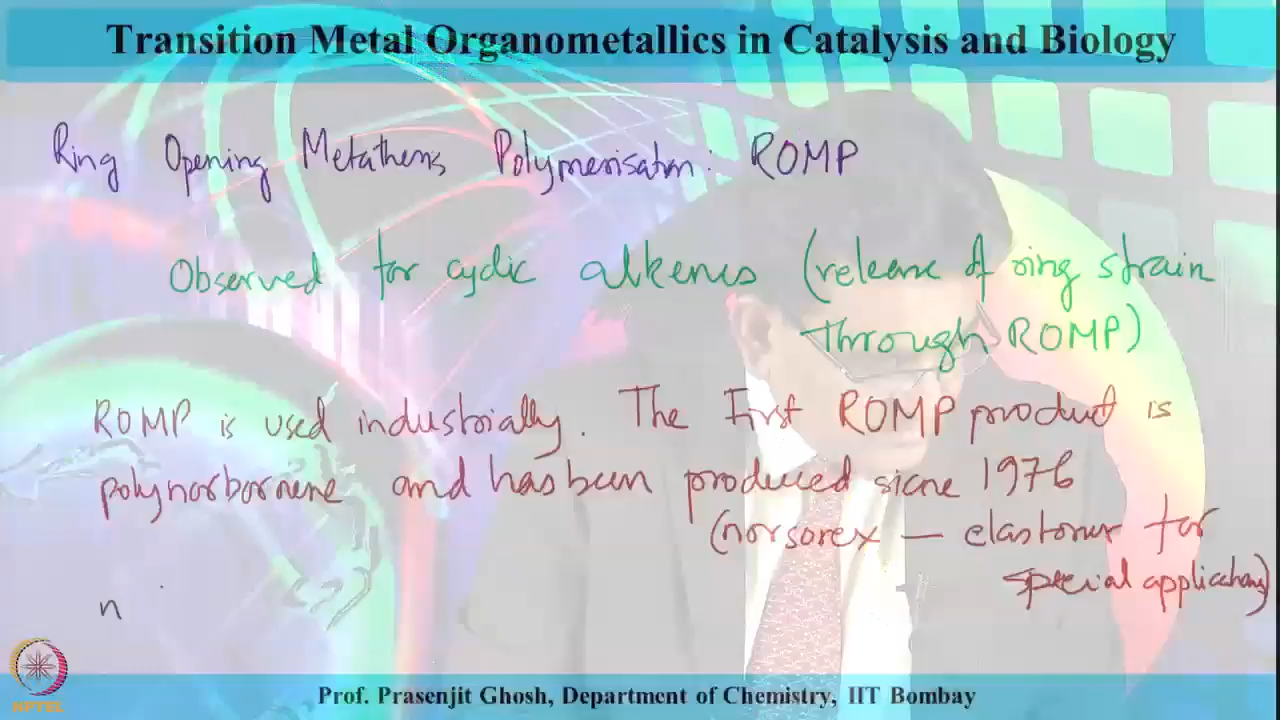 Transition Metal Organometallics in Catalysis and Biology
Ring Opening Metathesis Polymerisation: ROMP
Observed for cyclic alkenes (release of ring strain
Through ROMP)
ROMP is used industrially. The First ROMP product is
polynorbornene and has been produced sicne 1976
(norsorex — elastomer for
special applications)
n
Prof. Prasenjit Ghosh, Department of Chemistry, IIT Bombay
NPTEL